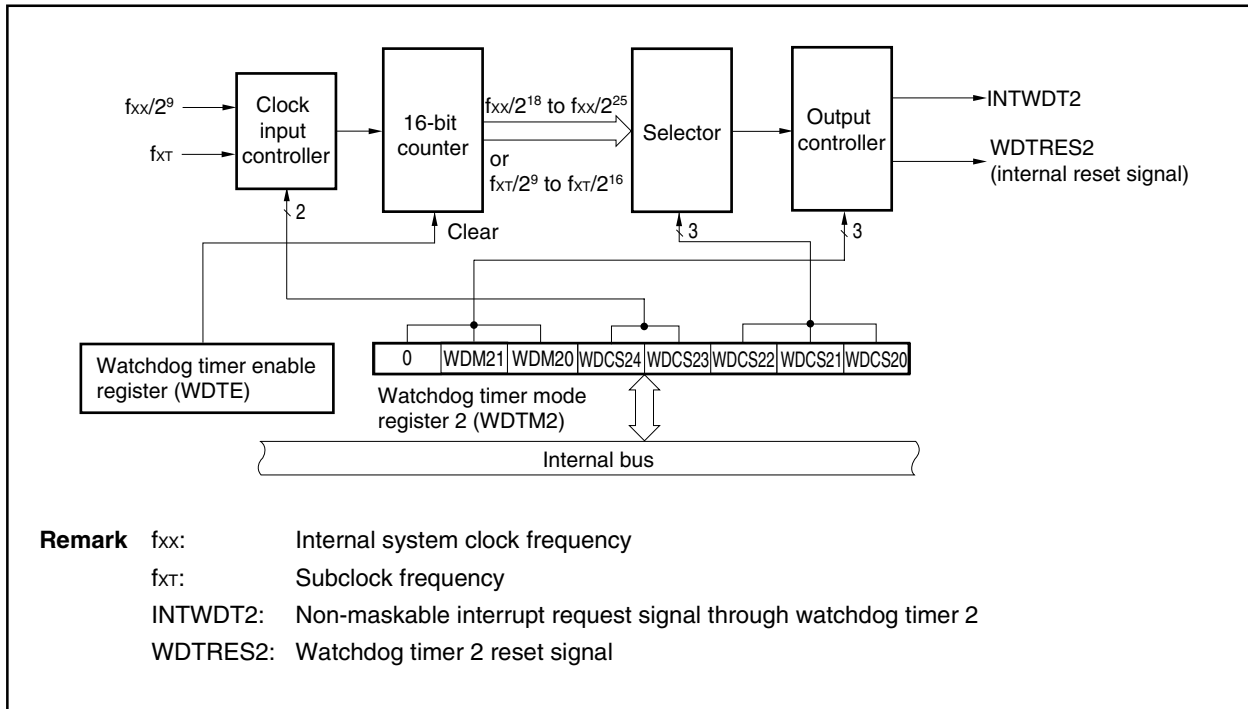 fXX/2⁹
fXT
Clock
input
controller
2
16-bit
counter
Clear
fXX/2¹⁸ to fXX/2²⁵
or
fXT/2⁹ to fXT/2¹⁶
Selector
3
Output
controller
3
INTWDT2
WDTRES2
(internal reset signal)
Watchdog timer enable
register (WDTE)
0 WDM21 WDM20 WDCS24 WDCS23 WDCS22 WDCS21 WDCS20
Watchdog timer mode
register 2 (WDTM2)
Internal bus
Remark fXX: Internal system clock frequency
fXT: Subclock frequency
INTWDT2: Non-maskable interrupt request signal through watchdog timer 2
WDTRES2: Watchdog timer 2 reset signal